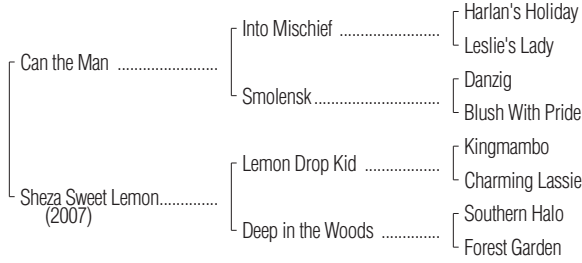 Harlan's Holiday
Into Mischief ......................
Leslie's Lady
Can the Man ......................
Danzig
Smolensk............................
Blush With Pride
Kingmambo
Lemon Drop Kid .................
Charming Lassie
Sheza Sweet Lemon.............
(2007)
Southern Halo
Deep in the Woods .............
Forest Garden